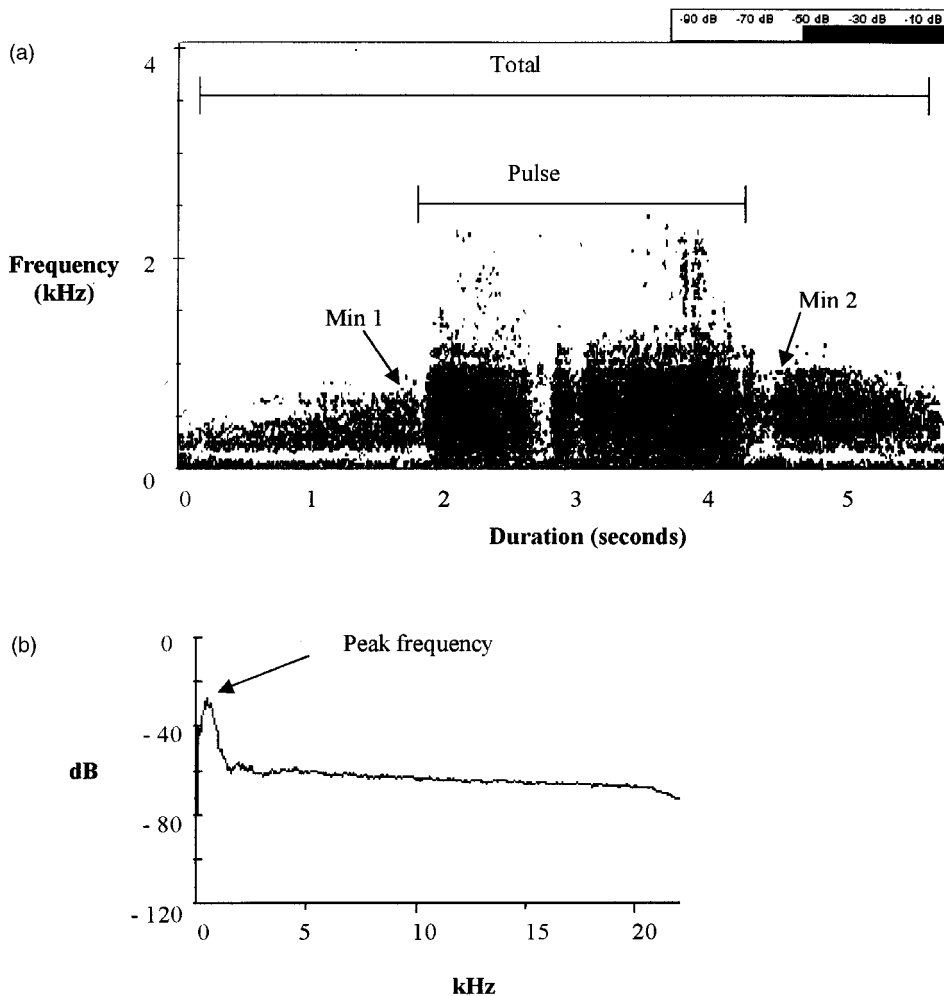 -90 dB -70 dB -50 dB -30 dB -10 dB
(a)
4
Total
Pulse
Frequency
(kHz)
2
Min 1
Min 2
0
0 1 2 3 4 5
Duration (seconds)
(b)
0
Peak frequency
- 40
dB
- 80
- 120
0 5 10 15 20
kHz